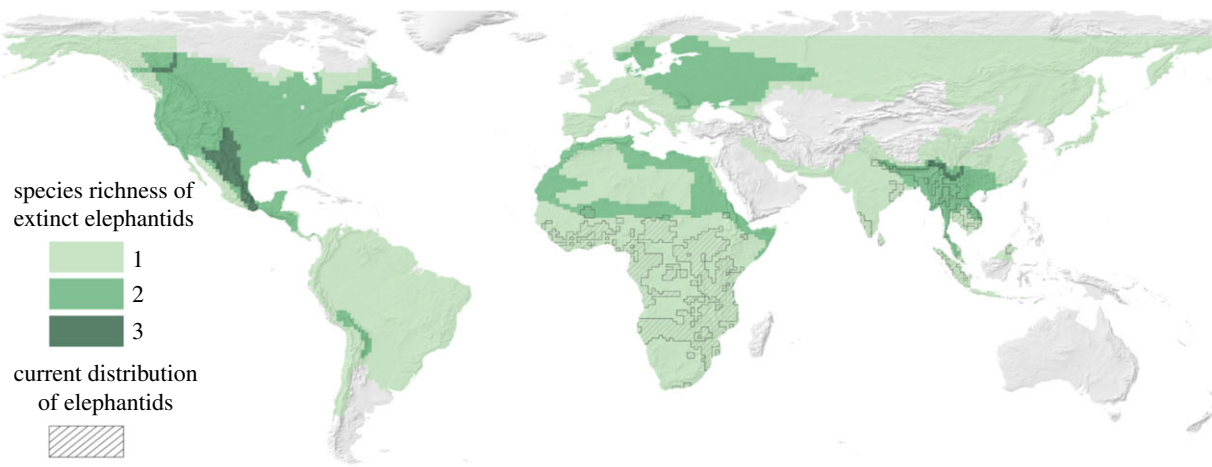 species richness of
extinct elephantids
1
2
3
current distribution
of elephantids